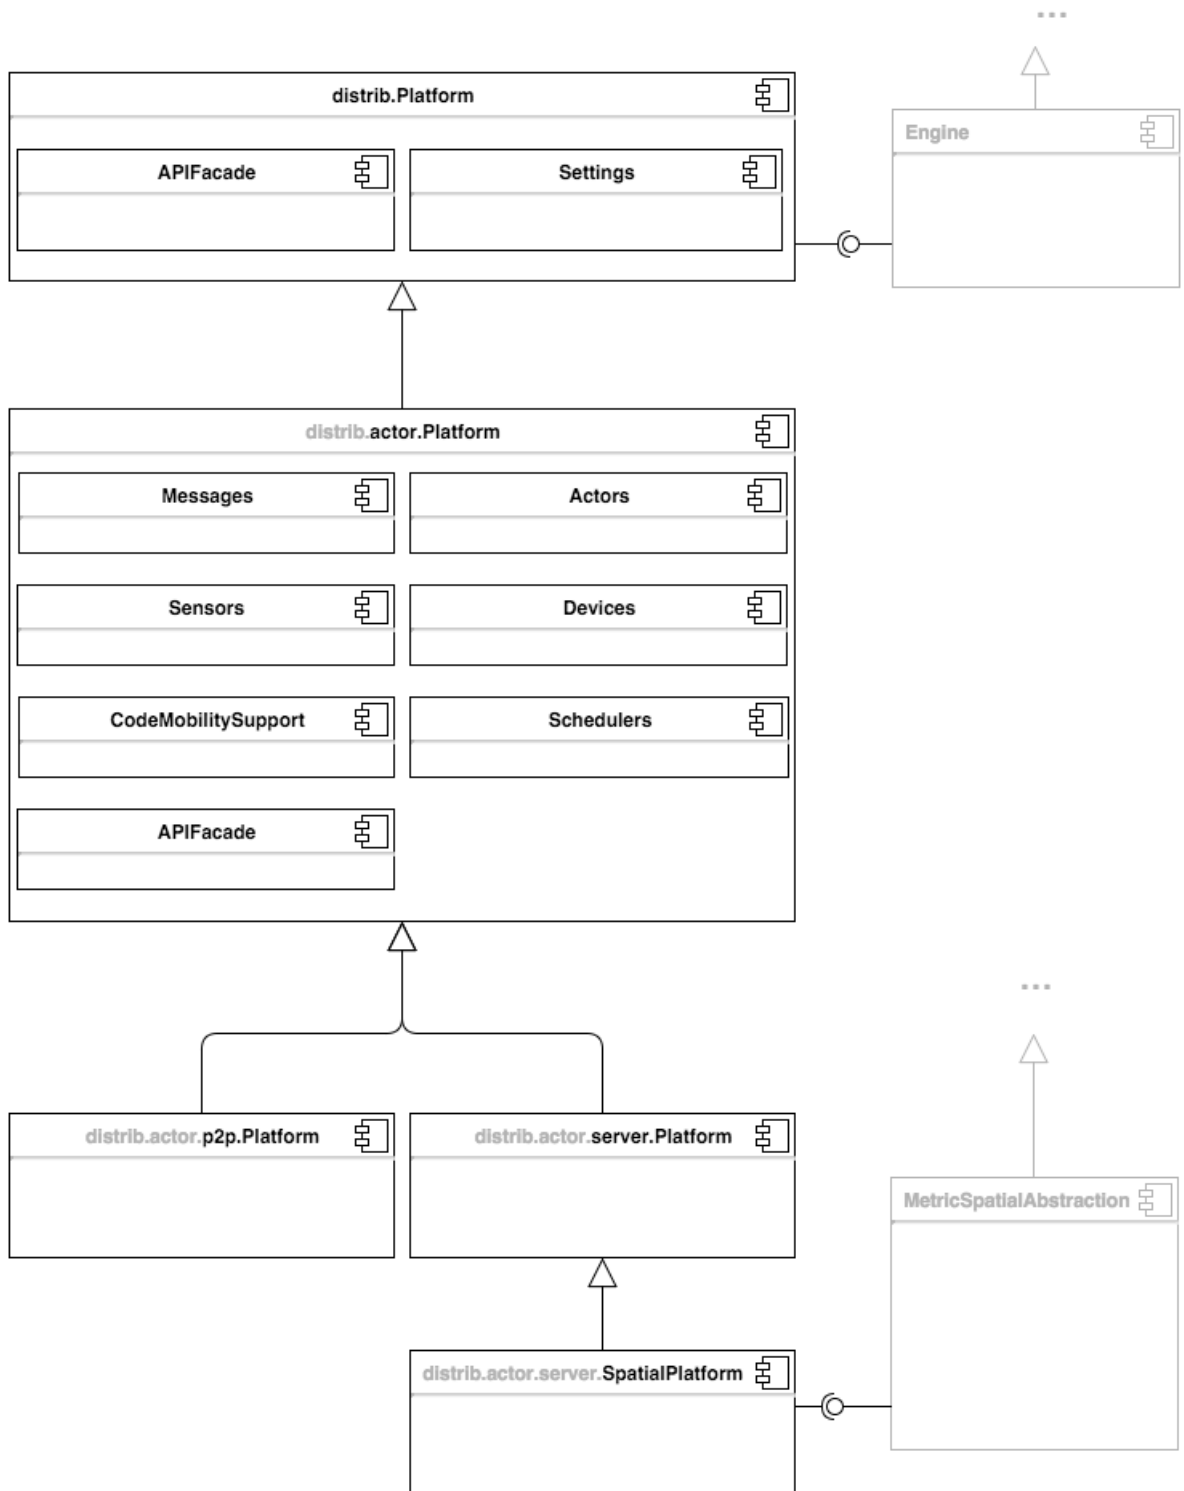 ...
distrib.Platform
Engine
APIFacade
Settings
distrib.actor.Platform
Messages
Actors
Sensors
Devices
CodeMobilitySupport
Schedulers
APIFacade
...
distrib.actor.p2p.Platform
distrib.actor.server.Platform
MetricSpatialAbstraction
distrib.actor.server.SpatialPlatform